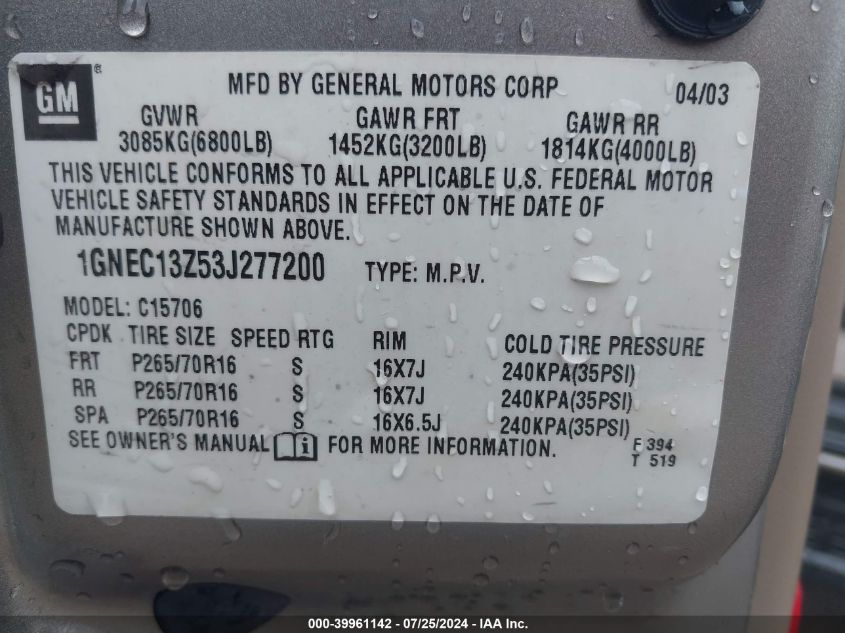 GM ®
MFD BY GENERAL MOTORS CORP 04/03
GVWR GAWR FRT GAWR RR
3085KG(6800LB) 1452KG(3200LB) 1814KG(4000LB)
THIS VEHICLE CONFORMS TO ALL APPLICABLE U.S. FEDERAL MOTOR
VEHICLE SAFETY STANDARDS IN EFFECT ON THE DATE OF
MANUFACTURE SHOWN ABOVE.
1GNEC13Z53J277200 TYPE: M.P.V.
MODEL: C15706
CPDK TIRE SIZE SPEED RTG RIM COLD TIRE PRESSURE
FRT P265/70R16 S 16X7J 240KPA(35PSI)
RR P265/70R16 S 16X7J 240KPA(35PSI)
SPA P265/70R16 S 16X6.5J 240KPA(35PSI)
SEE OWNER'S MANUAL i FOR MORE INFORMATION.
F 394
T 519
000-39961142 / 07/25/2024 - IAA Inc.